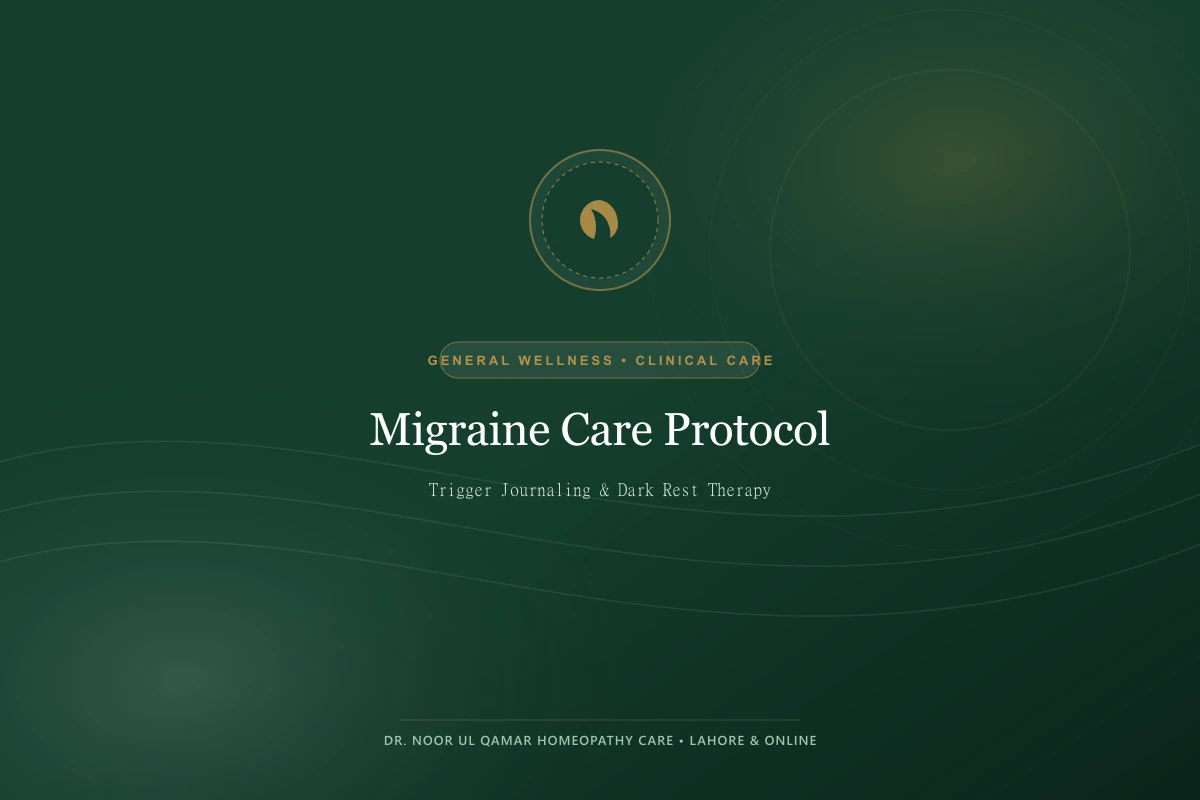 GENERAL WELLNESS • CLINICAL CARE
Migraine Care Protocol
Trigger Journaling & Dark Rest Therapy
DR. NOOR UL QAMAR HOMEOPATHY CARE • LAHORE & ONLINE